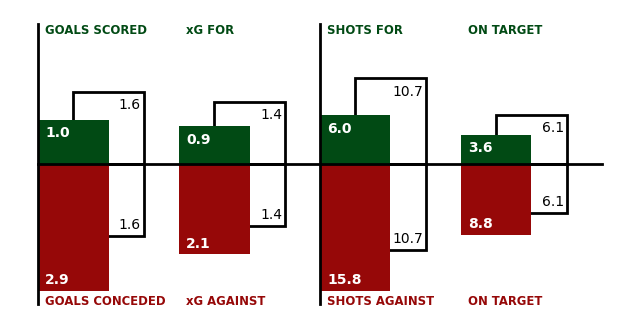 GOALS SCORED xG FOR SHOTS FOR ON TARGET
1.6 1.4 10.7 6.1
1.0 0.9 6.0 3.6
1.6 1.4 10.7 6.1
2.9 2.1 15.8 8.8
GOALS CONCEDED xG AGAINST SHOTS AGAINST ON TARGET